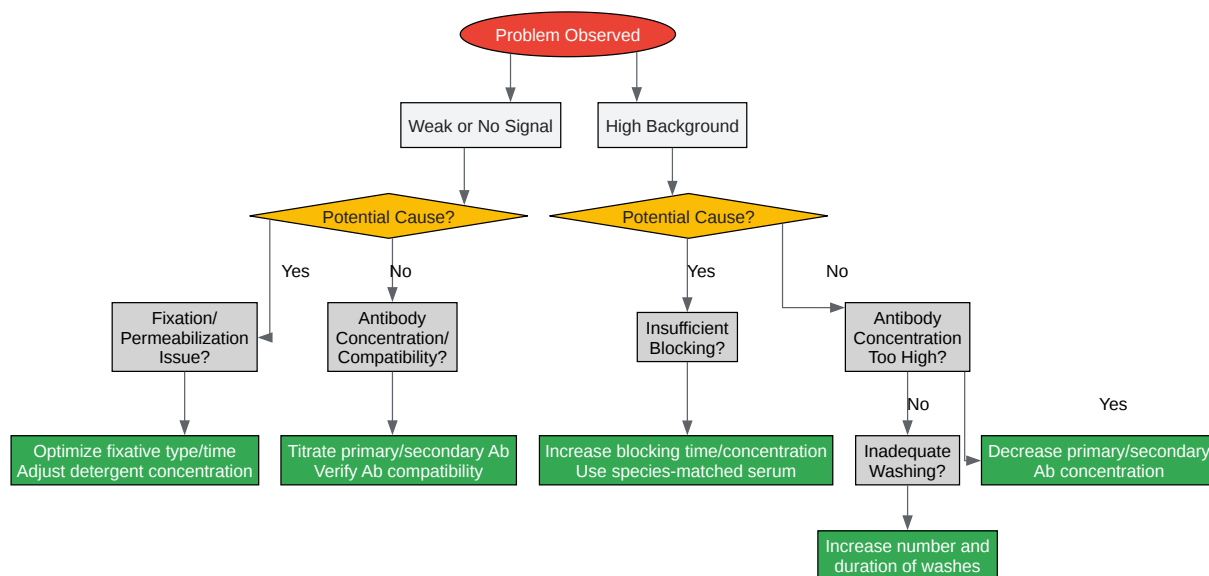 Problem Observed
Weak or No Signal
High Background
Potential Cause?
Potential Cause?
Yes
No
Yes
No
Fixation/
Permeabilization
Issue?
Antibody
Concentration/
Compatibility?
Insufficient
Blocking?
Antibody
Concentration
Too High?
No
Yes
Optimize fixative type/time
Adjust detergent concentration
Titrate primary/secondary Ab
Verify Ab compatibility
Increase blocking time/concentration
Use species-matched serum
Inadequate
Washing?
Decrease primary/secondary
Ab concentration
Increase number and
duration of washes